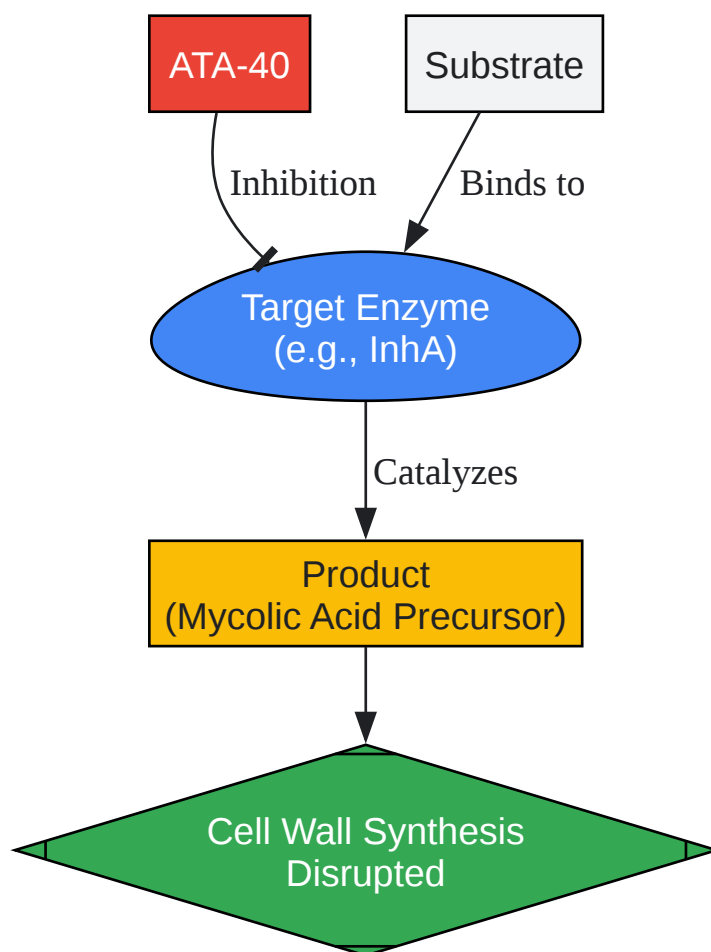 ATA-40
Substrate
Inhibition
Binds to
Target Enzyme
(e.g., InhA)
Catalyzes
Product
(Mycolic Acid Precursor)
Cell Wall Synthesis
Disrupted